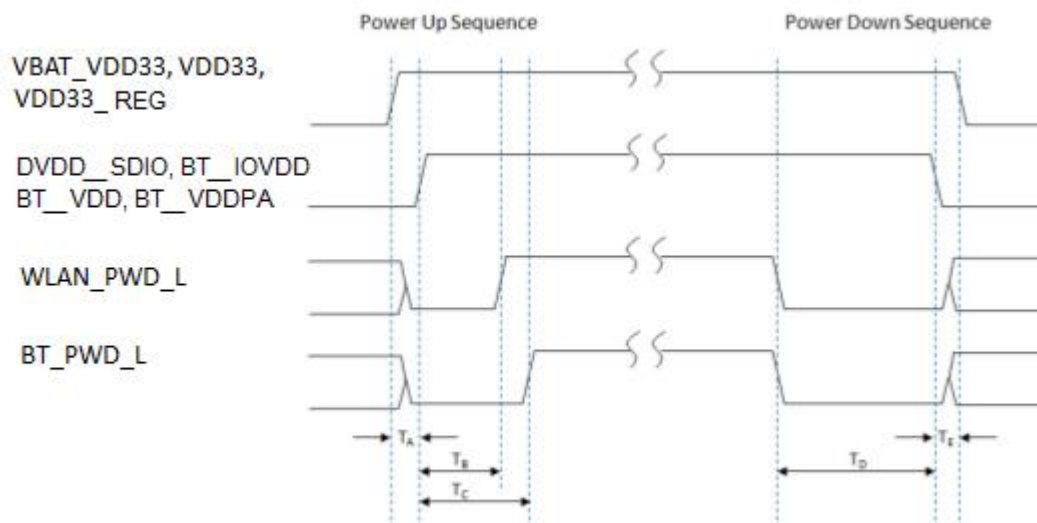 Power Up Sequence
Power Down Sequence
VBAT_VDD33, VDD33,
VDD33_ REG
DVDD__SDIO, BT__IOVDD
BT__VDD, BT__VDDPA
WLAN_PWD_L
BT_PWD_L
TA
TE
TB
TD
TC